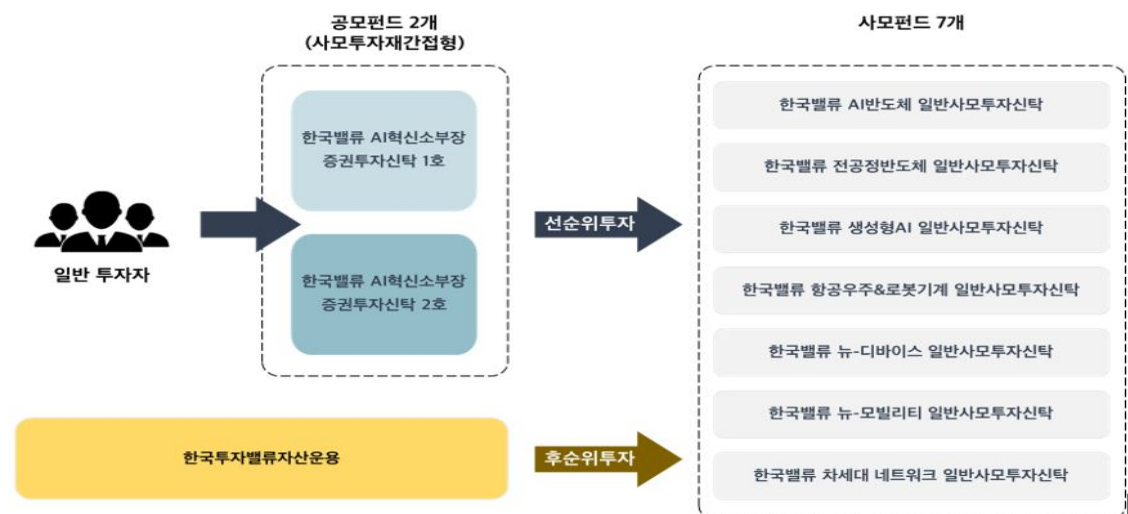 공모펀드 2개
(사모투자재간접형)
사모펀드 7개
한국밸류 AI혁신소부장
증권투자신탁 1호
한국밸류 AI혁신소부장
증권투자신탁 2호
일반 투자자
선순위투자
한국밸류 AI반도체 일반사모투자신탁
한국밸류 전공정반도체 일반사모투자신탁
한국밸류 생성형AI 일반사모투자신탁
한국밸류 항공우주&로봇기계 일반사모투자신탁
한국밸류 뉴-디바이스 일반사모투자신탁
한국밸류 뉴-모빌리티 일반사모투자신탁
한국밸류 차세대 네트워크 일반사모투자신탁
한국투자밸류자산운용
후순위투자